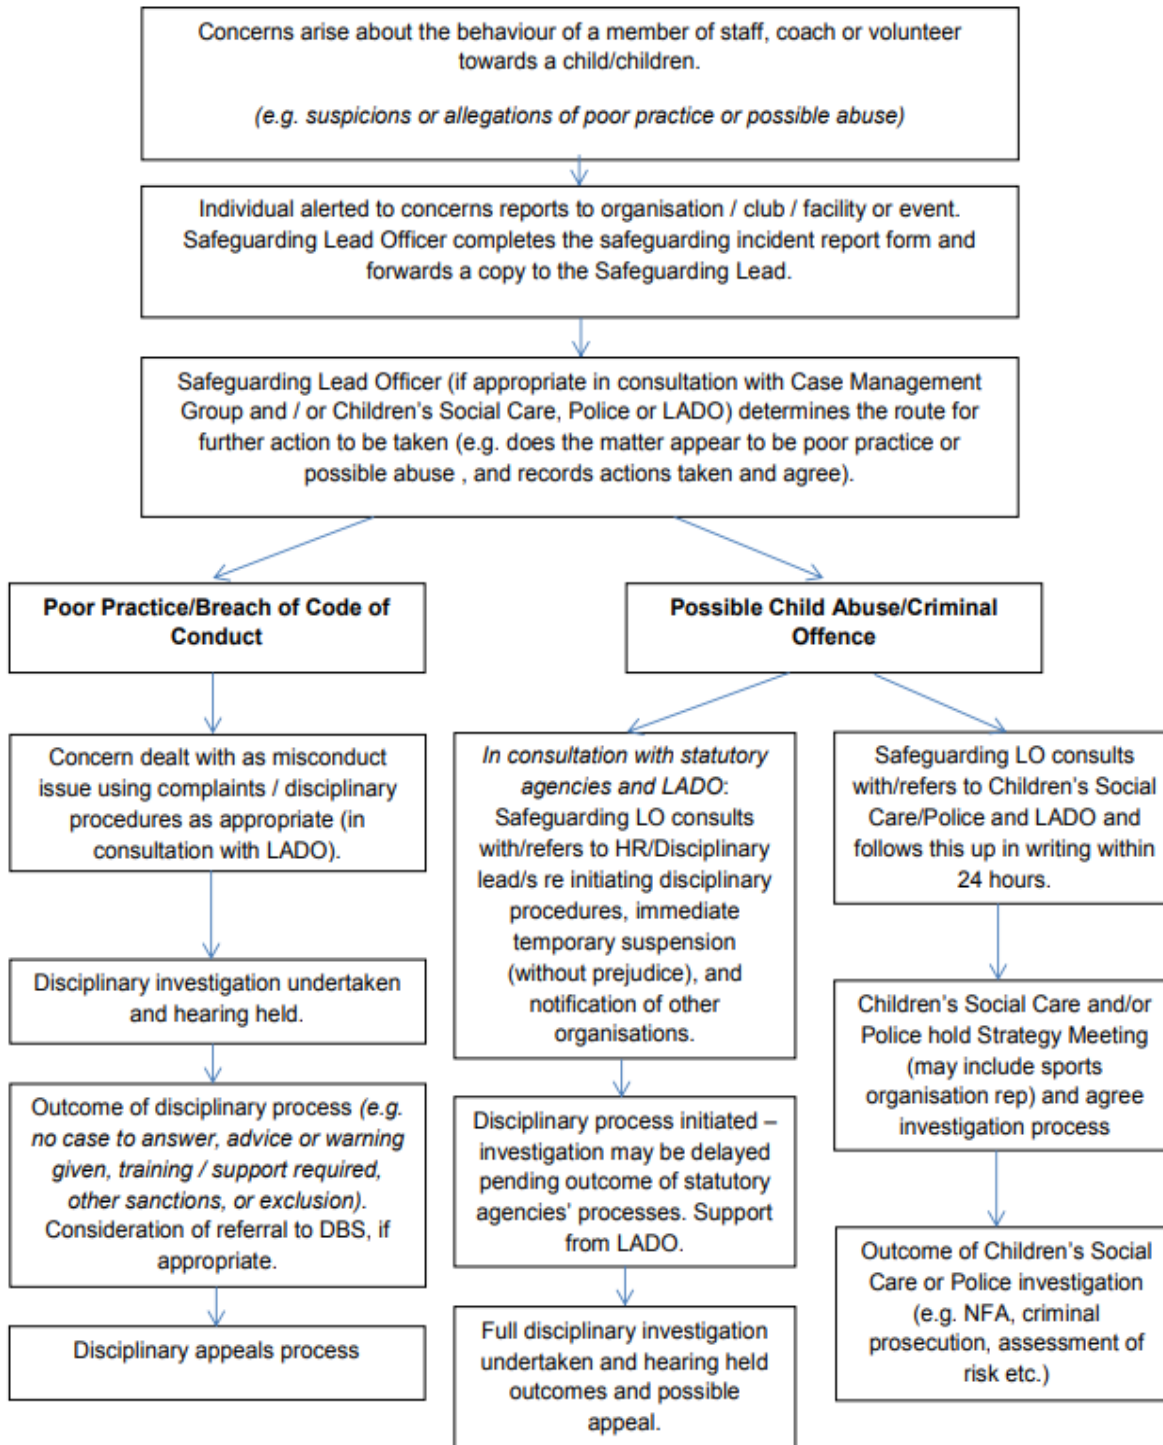 Concerns arise about the behaviour of a member of staff, coach or volunteer
towards a child/children.
(e.g. suspicions or allegations of poor practice or possible abuse)
Individual alerted to concerns reports to organisation / club / facility or event.
Safeguarding Lead Officer completes the safeguarding incident report form and
forwards a copy to the Safeguarding Lead.
Safeguarding Lead Officer (if appropriate in consultation with Case Management
Group and / or Children's Social Care, Police or LADO) determines the route for
further action to be taken (e.g. does the matter appear to be poor practice or
possible abuse , and records actions taken and agree).
Poor Practice/Breach of Code of
Conduct
Concern dealt with as misconduct
issue using complaints / disciplinary
procedures as appropriate (in
consultation with LADO).
Disciplinary investigation undertaken
and hearing held.
Outcome of disciplinary process (e.g.
no case to answer, advice or warning
given, training / support required,
other sanctions, or exclusion).
Consideration of referral to DBS, if
appropriate.
Disciplinary appeals process
Possible Child Abuse/Criminal
Offence
In consultation with statutory
agencies and LADO:
Safeguarding LO consults
with/refers to HR/Disciplinary
lead/s re initiating disciplinary
procedures, immediate
temporary suspension
(without prejudice), and
notification of other
organisations.
Disciplinary process initiated –
investigation may be delayed
pending outcome of statutory
agencies' processes. Support
from LADO.
Full disciplinary investigation
undertaken and hearing held
outcomes and possible
appeal.
Safeguarding LO consults
with/refers to Children's Social
Care/Police and LADO and
follows this up in writing within
24 hours.
Children's Social Care and/or
Police hold Strategy Meeting
(may include sports
organisation rep) and agree
investigation process
Outcome of Children's Social
Care or Police investigation
(e.g. NFA, criminal
prosecution, assessment of
risk etc.)